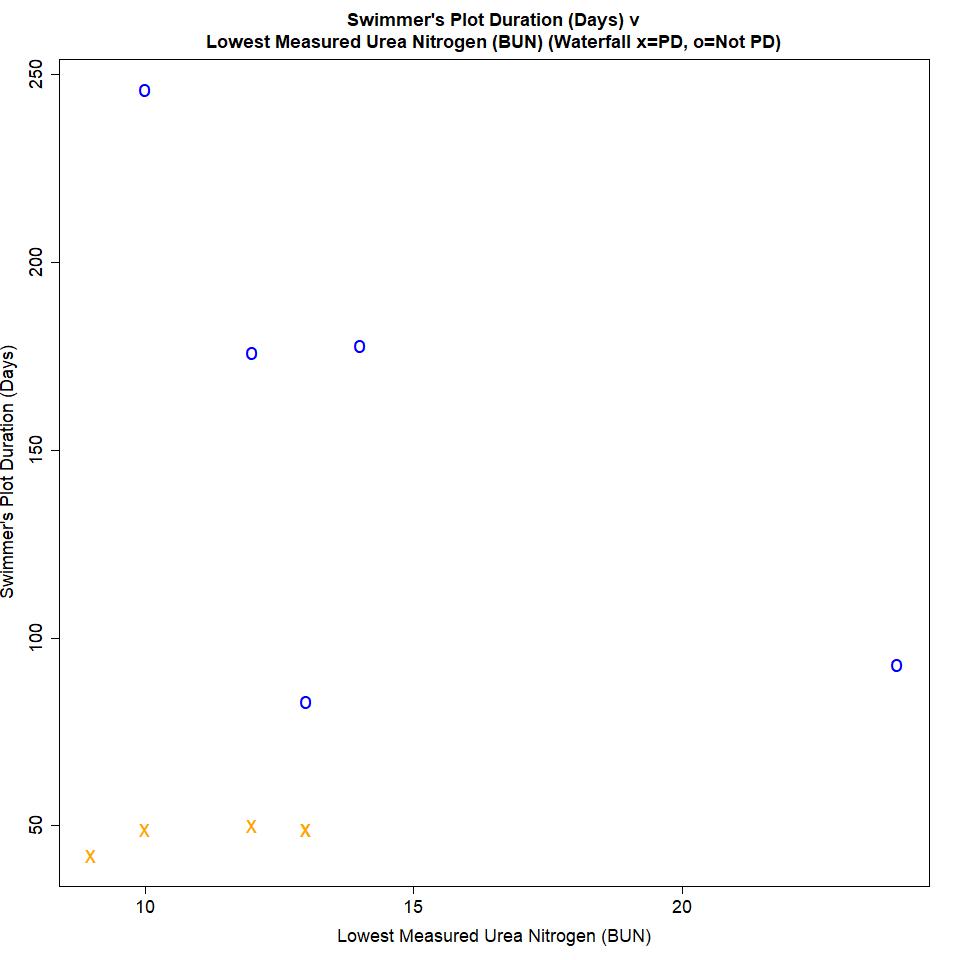 Swimmer's Plot Duration (Days) v
Lowest Measured Urea Nitrogen (BUN) (Waterfall x=PD, o=Not PD)
Swimmer's Plot Duration (Days)
250
200
150
100
50
o
o
o
o
o
x
x
x
x
10
15
20
Lowest Measured Urea Nitrogen (BUN)